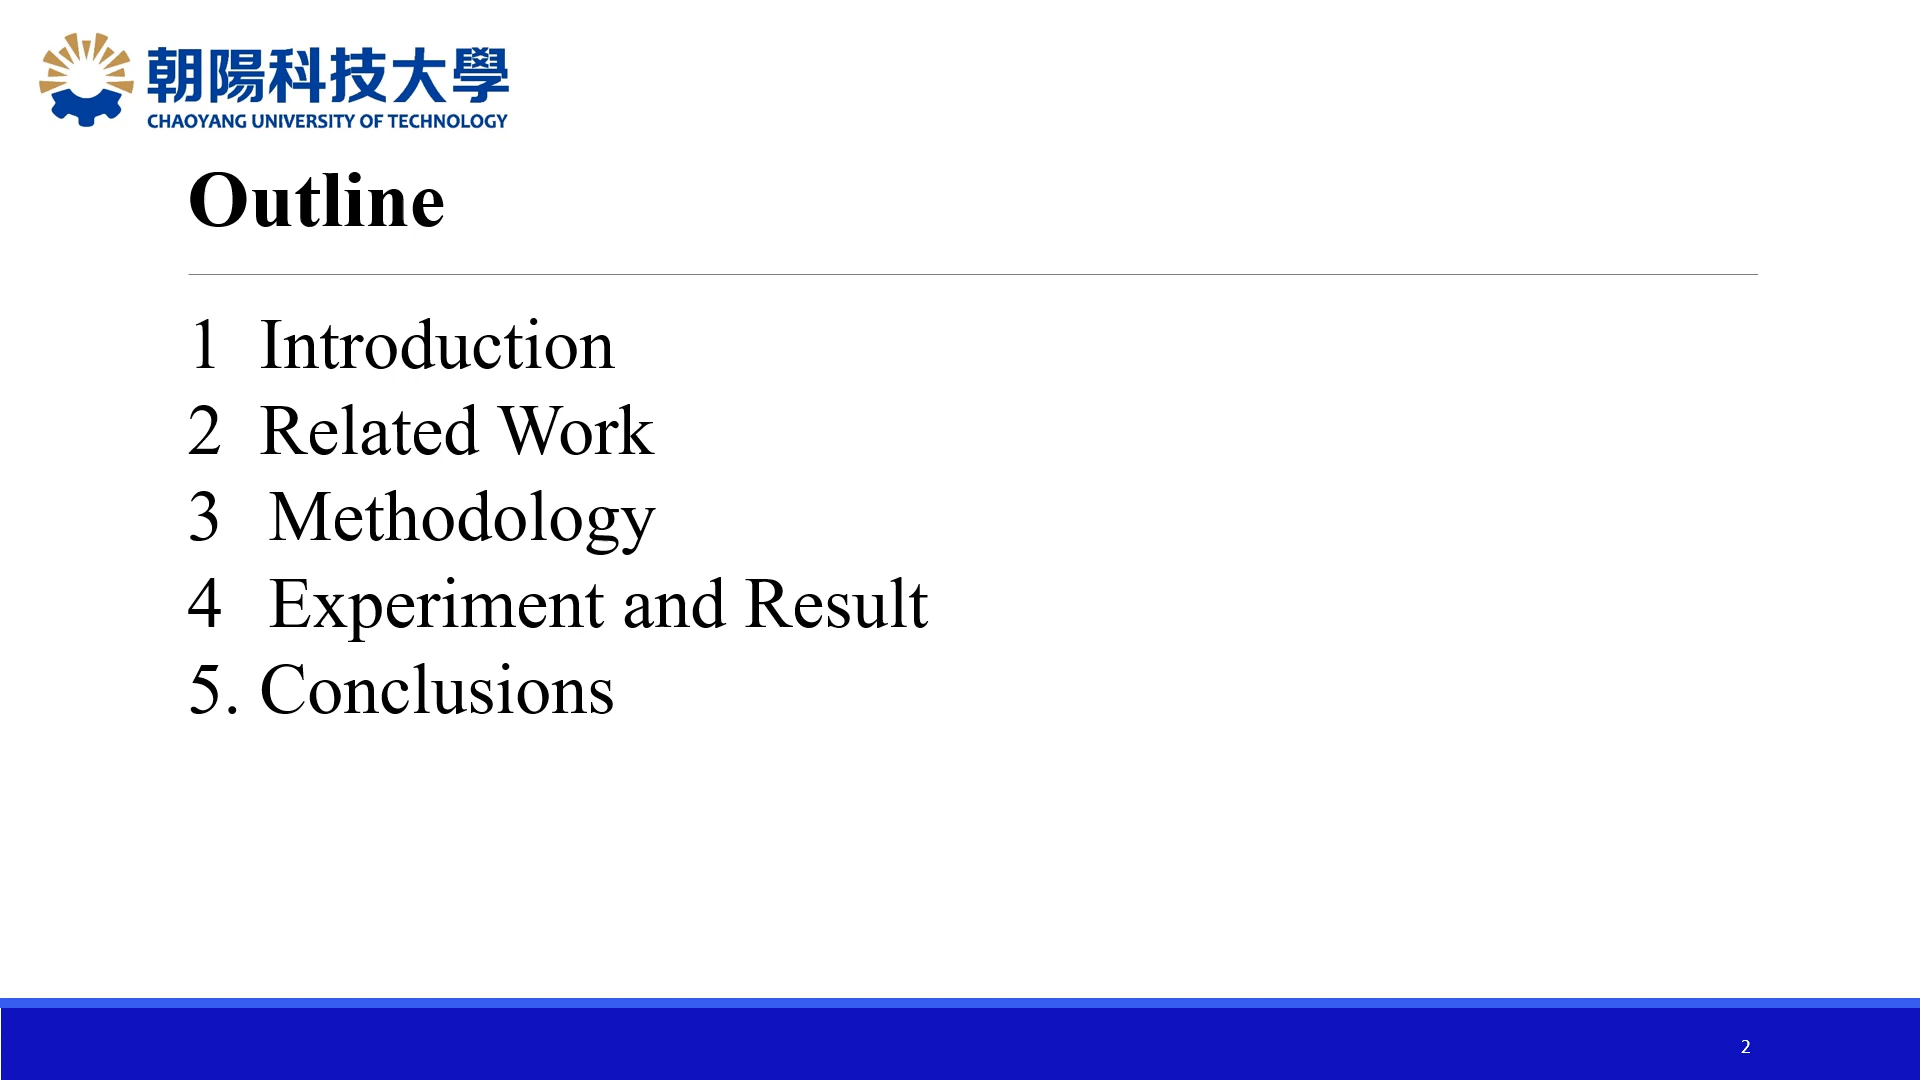 朝陽科技大學
CHAOYANG UNIVERSITY OF TECHNOLOGY
Outline
1 Introduction
2 Related Work
3 Methodology
4 Experiment and Result
5. Conclusions
2